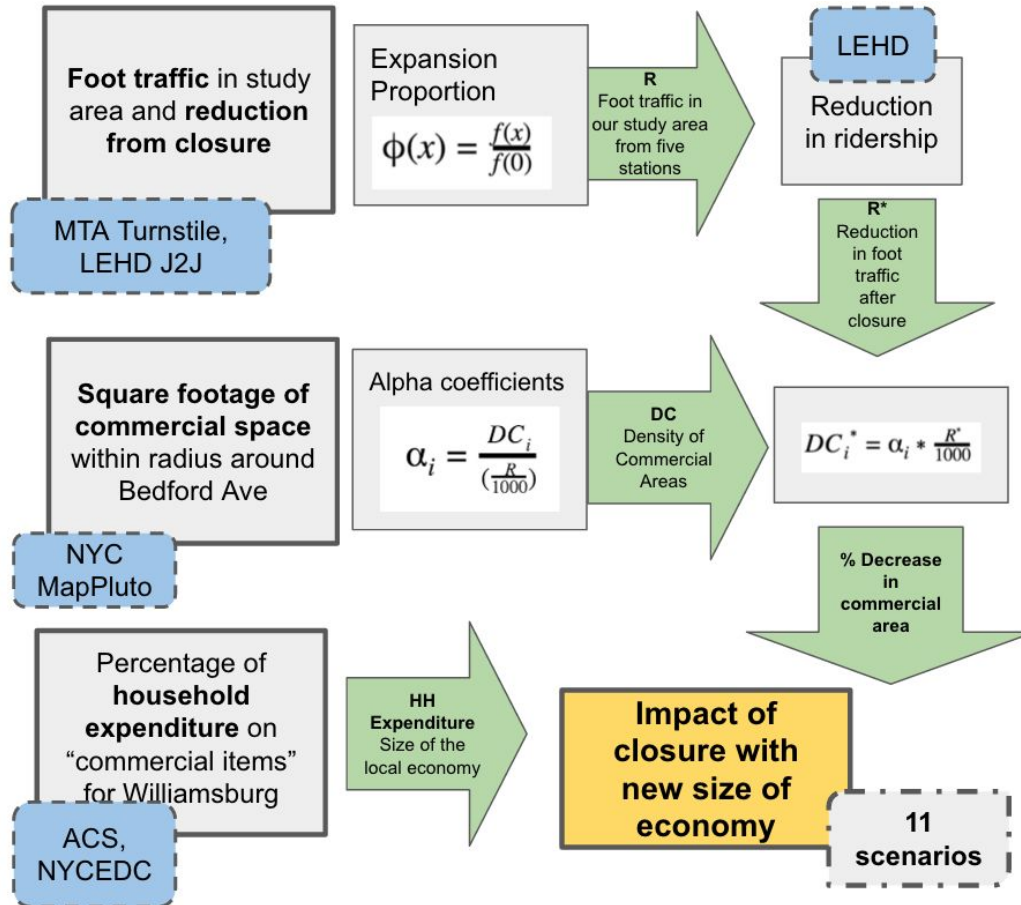 Foot traffic in study
area and reduction
from closure
MTA Turnstile,
LEHD J2J
Expansion
Proportion
ϕ(x) = f(x)/f(0)
R
Foot traffic in
our study area
from five
stations
LEHD
Reduction
in ridership
R*
Reduction
in foot
traffic
after
closure
Square footage of
commercial space
within radius around
Bedford Ave
NYC
MapPluto
Alpha coefficients
α_i = DC_i/(R/1000)
DC
Density of
Commercial
Areas
DC_i* = α_i * R*/1000
% Decrease
in
commercial
area
Percentage of
household
expenditure on
“commercial items”
for Williamsburg
ACS,
NYCEDC
HH
Expenditure
Size of the
local economy
Impact of
closure with
new size of
economy
11
scenarios